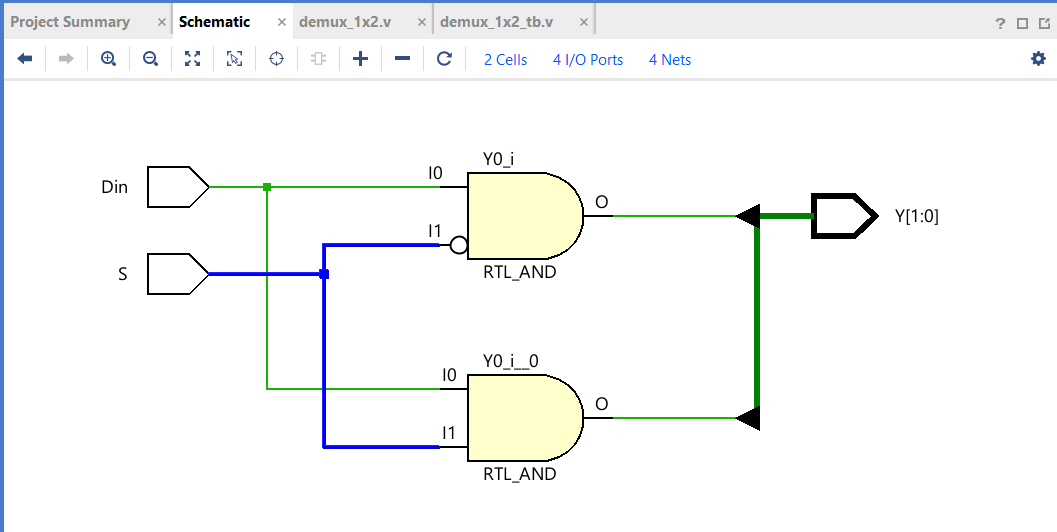 Project Summary × Schematic × demux_1x2.v × demux_1x2_tb.v × ?
2 Cells 4 I/O Ports 4 Nets
Y0_i
Din I0
O
I1 Y[1:0]
S RTL_AND
Y0_i__0
I0
O
I1
RTL_AND